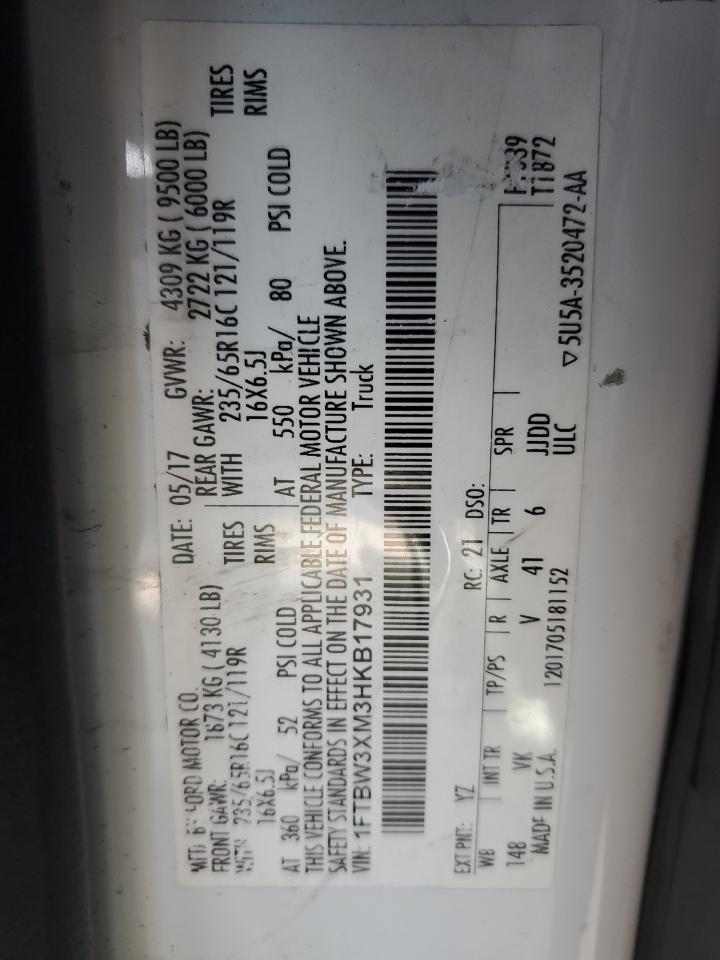 MFD. BY FORD MOTOR CO.
DATE: 05/17 GVWR: 4309 KG ( 9500 LB)
FRONT GAWR: 1873 KG ( 4130 LB)
REAR GAWR: 2722 KG ( 6000 LB)
WITH 235/65R16C 121/119R TIRES
WITH 235/65R16C 121/119R TIRES
16X6.5J RIMS
16X6.5J RIMS
AT 360 kPa/ 52 PSI COLD
AT 550 kPa/ 80 PSI COLD
THIS VEHICLE CONFORMS TO ALL APPLICABLE FEDERAL MOTOR VEHICLE
SAFETY STANDARDS IN EFFECT ON THE DATE OF MANUFACTURE SHOWN ABOVE.
VIN: 1FTBW3XM3HKB17931 TYPE: Truck
EXT PNT: YZ RC: 21 DSO:
WB INT TR TP/PS R AXLE TR SPR
148 VK V 41 6 JJDD
MADE IN U.S.A. 1201705181152 ULC
T1872
▽5U5A-3520472-AA